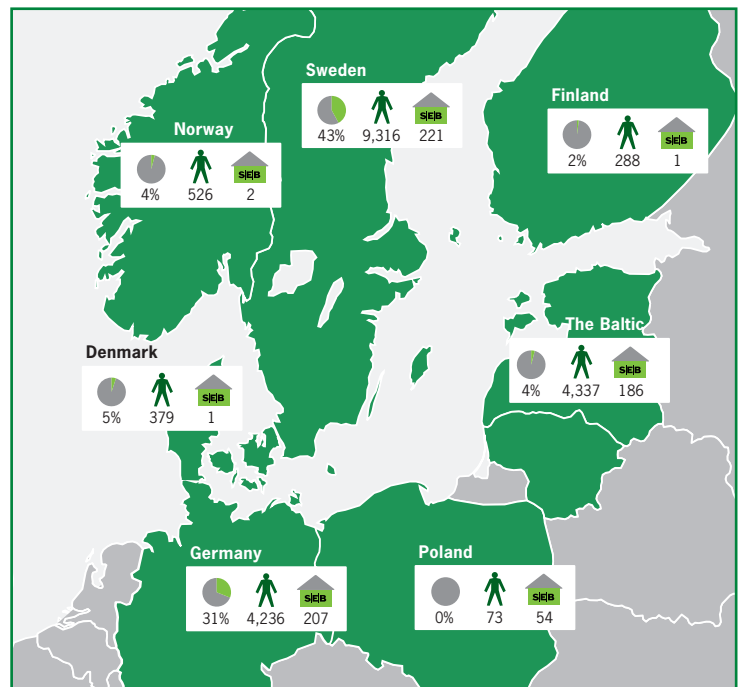 Sweden
S|E|B
43% 9,316 221
Finland
S|E|B
2% 288 1
Norway
S|E|B
4% 526 2
The Baltic
S|E|B
4% 4,337 186
Denmark
S|E|B
5% 379 1
Germany
S|E|B
31% 4,236 207
Poland
S|E|B
0% 73 54